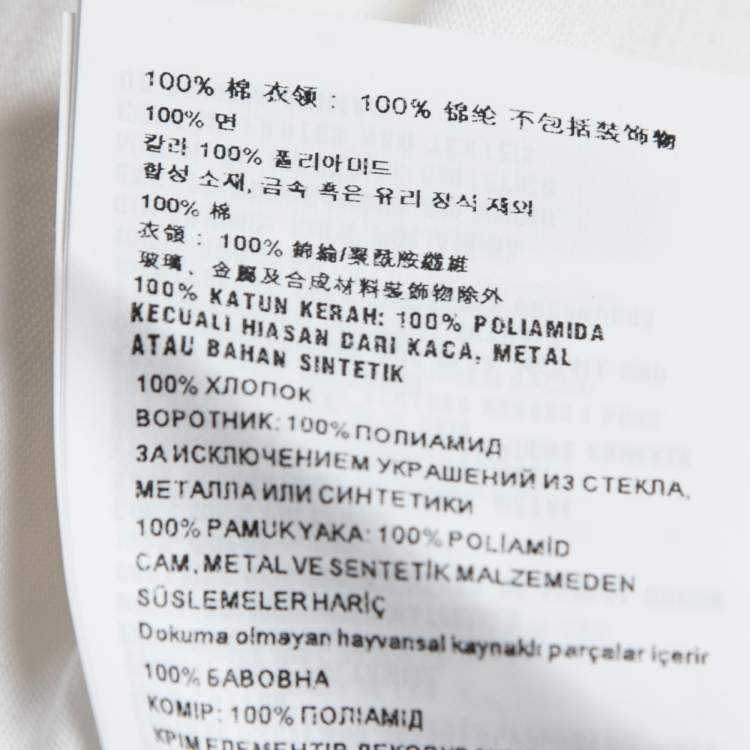 100% 棉 衣领： 100% 锦纶 不包括装饰物
100% 면
칼라 100% 폴리아미드
합성 소재, 금속 혹은 유리 장식 제외
100% 棉
衣領： 100% 錦綸/聚酰胺纖維
玻璃、金屬及合成材料裝飾物除外
100% KATUN KERAH: 100% POLIAMIDA
KECUALI HIASAN DARI KACA, METAL
ATAU BAHAN SINTETIK
100% ХЛОПОК
ВОРОТНИК: 100% ПОЛИАМИД
ЗА ИСКЛЮЧЕНИЕМ УКРАШЕНИЙ ИЗ СТЕКЛА,
МЕТАЛЛА ИЛИ СИНТЕТИКИ
100% PAMUK YAKA: 100% POLİAMİD
CAM, METAL VE SENTETİK MALZEMEDEN
SÜSLEMELER HARİÇ
Dokuma olmayan hayvansal kaynaklı parçalar içerir
100% БАВОВНА
КОМІР: 100% ПОЛІАМІД